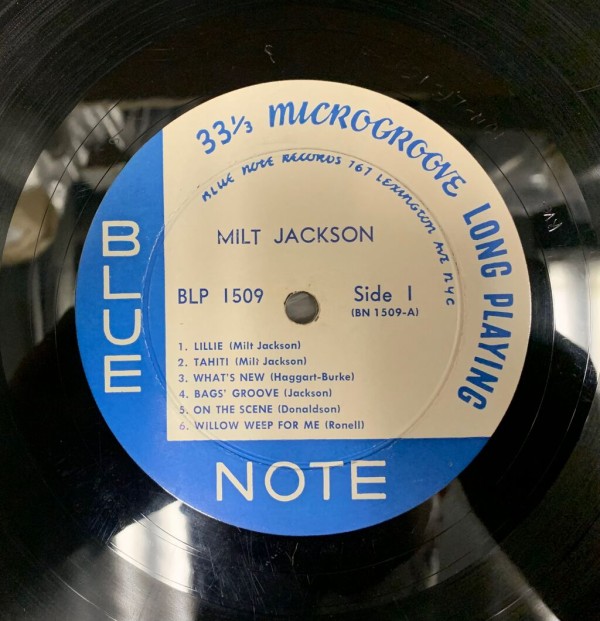 33⅓ MICROGROOVE LONG PLAYING
BLUE NOTE RECORDS 767 LEXINGTON AVE NYC
MILT JACKSON
BLP 1509
Side 1
(BN 1509-A)
1. LILLIE (Milt Jackson)
2. TAHITI (Milt Jackson)
3. WHAT'S NEW (Haggart-Burke)
4. BAGS' GROOVE (Jackson)
5. ON THE SCENE (Donaldson)
6. WILLOW WEEP FOR ME (Ronell)
BLUE
NOTE